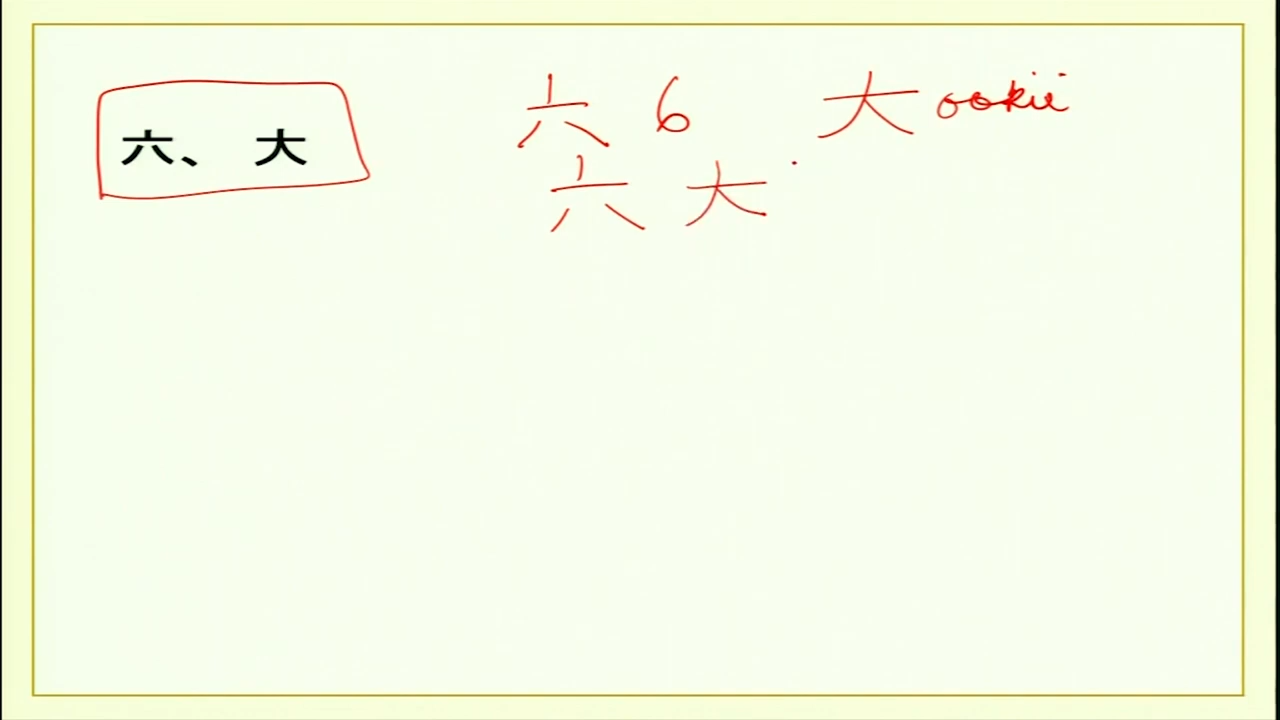 六、 大
六 6 大 ookii
六 大